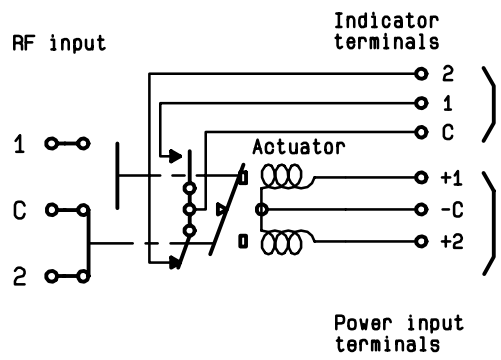 Indicator
terminals
RF input
2
1
C
Actuator
1
+1
C
-C
+2
2
Power input
terminals